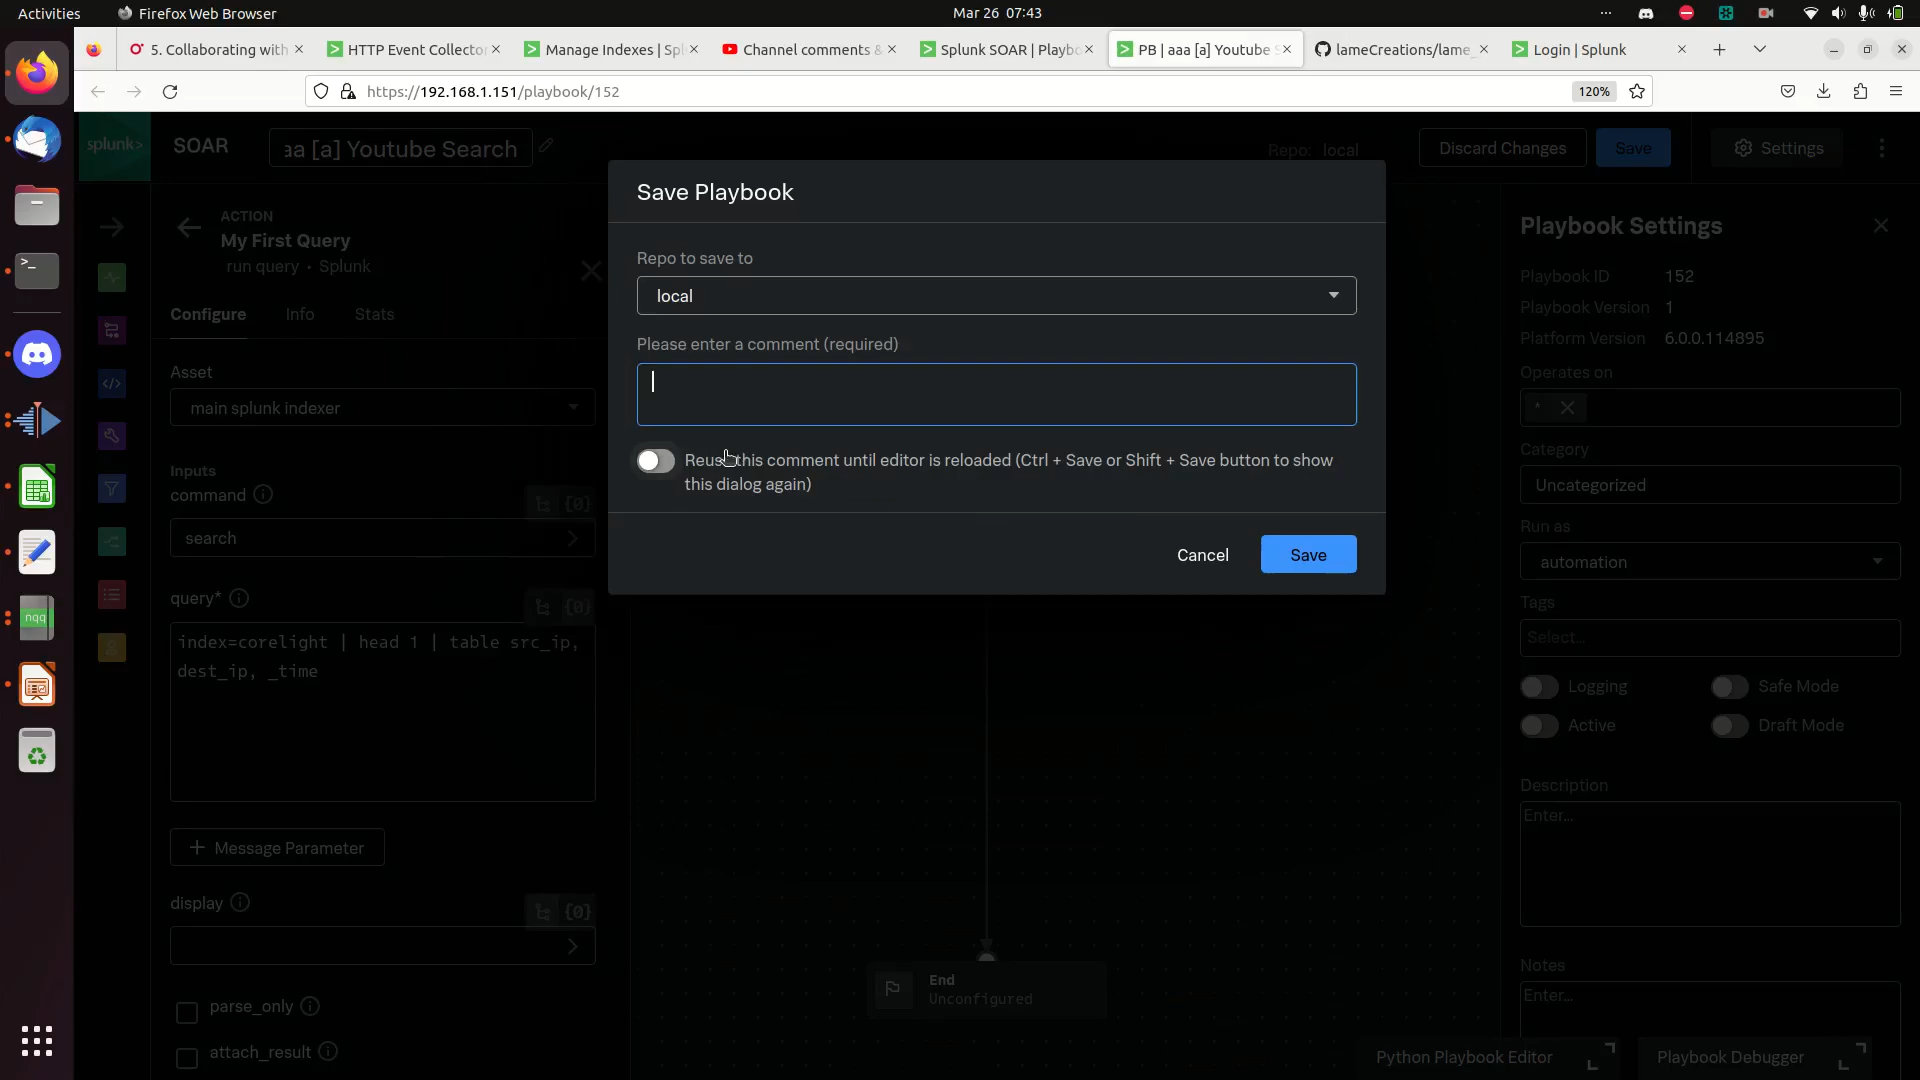 Activities
Firefox Web Browser
Mar 26 07:43
5. Collaborating with
HTTP Event Collector
Manage Indexes | Spl
Channel comments &
Splunk SOAR | Playbo
PB | aaa [a] Youtube S
lameCreations/lame_
Login | Splunk
https://192.168.1.151/playbook/152
120%
splunk>
SOAR
aa [a] Youtube Search
Repo: local
Discard Changes
Save
Settings
ACTION
My First Query
run query • Splunk
Configure
Info
Stats
Asset
main splunk indexer
Inputs
command
{0}
search
query*
{0}
index=corelight | head 1 | table src_ip,
dest_ip, _time
+ Message Parameter
display
{0}
parse_only
attach_result
Save Playbook
Repo to save to
local
Please enter a comment (required)
Reuse this comment until editor is reloaded (Ctrl + Save or Shift + Save button to show
this dialog again)
Cancel
Save
End
Unconfigured
Playbook Settings
Playbook ID 152
Playbook Version 1
Platform Version 6.0.0.114895
Operates on
*
Category
Uncategorized
Run as
automation
Tags
Select...
Logging
Safe Mode
Active
Draft Mode
Description
Enter...
Notes
Enter...
Python Playbook Editor
Playbook Debugger
nqq